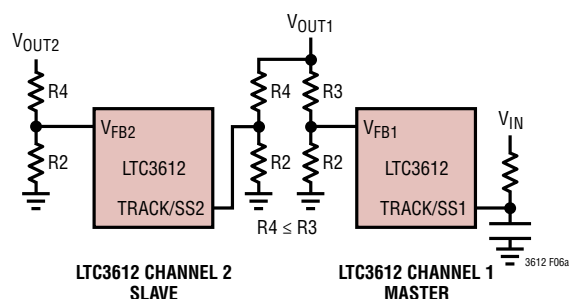 VOUT2
VOUT1
R4
R4
R3
VIN
VFB2
VFB1
R2
LTC3612
R2
R2
LTC3612
TRACK/SS2
R4 ≤ R3
TRACK/SS1
3612 F06a
LTC3612 CHANNEL 2
SLAVE
LTC3612 CHANNEL 1
MASTER